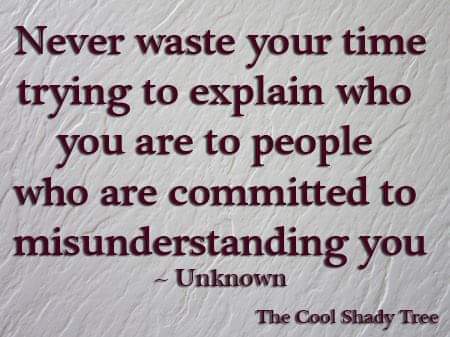 Never waste your time
trying to explain who
you are to people
who are committed to
misunderstanding you
~ Unknown
The Cool Shady Tree